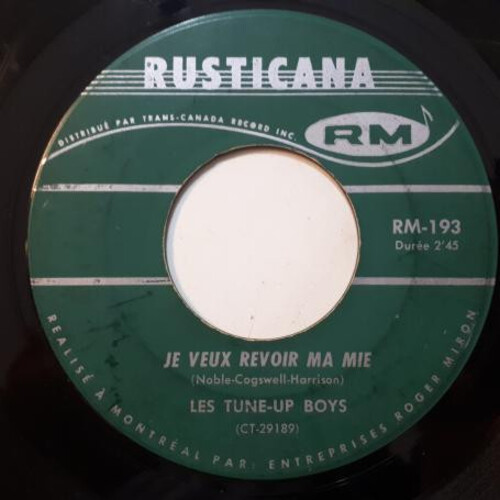 RUSTICANA
DISTRIBUÉ PAR TRANS-CANADA RECORD INC.
RM
RM-193
Durée 2'45
JE VEUX REVOIR MA MIE
(Noble-Cogswell-Harrison)
LES TUNE-UP BOYS
(CT-29189)
REALISÉ À MONTRÉAL PAR: ENTREPRISES ROGER MIRON